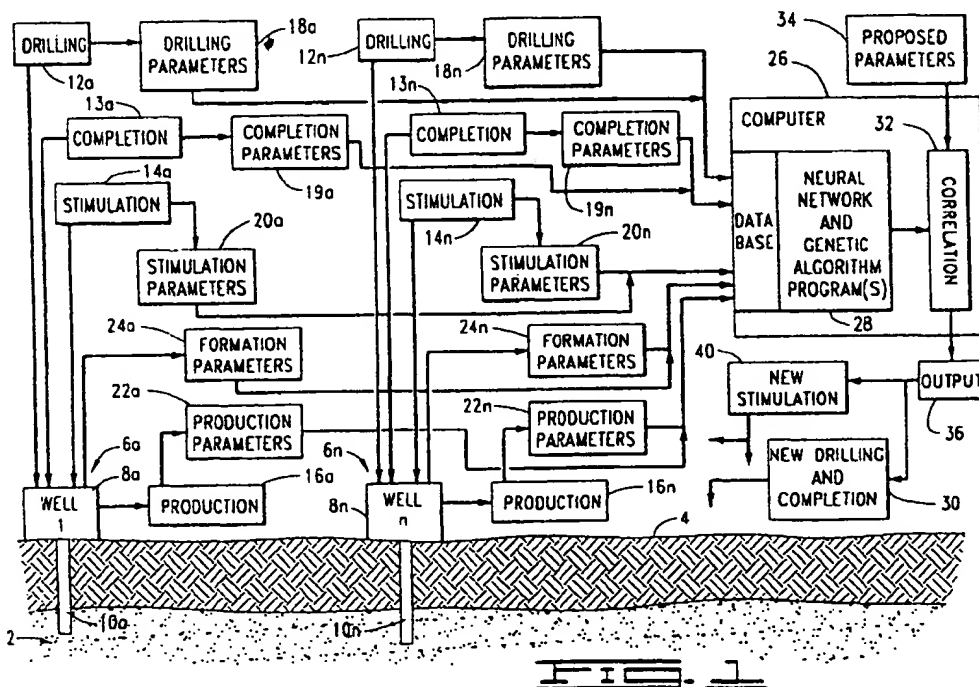 DRILLING
12a
DRILLING
PARAMETERS
18a
13a
COMPLETION
COMPLETION
PARAMETERS
19a
14a
STIMULATION
20a
STIMULATION
PARAMETERS
24a
FORMATION
PARAMETERS
22a
PRODUCTION
PARAMETERS
6a
8a
WELL
1
16a
PRODUCTION
10a
2
DRILLING
12n
DRILLING
PARAMETERS
18n
13n
COMPLETION
COMPLETION
PARAMETERS
19n
STIMULATION
14n
20n
STIMULATION
PARAMETERS
24n
FORMATION
PARAMETERS
22n
PRODUCTION
PARAMETERS
6n
8n
WELL
n
PRODUCTION
16n
10n
4
34
PROPOSED
PARAMETERS
26
32
COMPUTER
DATA
BASE
NEURAL
NETWORK
AND
GENETIC
ALGORITHM
PROGRAM(S)
28
CORRELATION
40
NEW
STIMULATION
OUTPUT
36
NEW DRILLING
AND
COMPLETION
30
FIG. 1